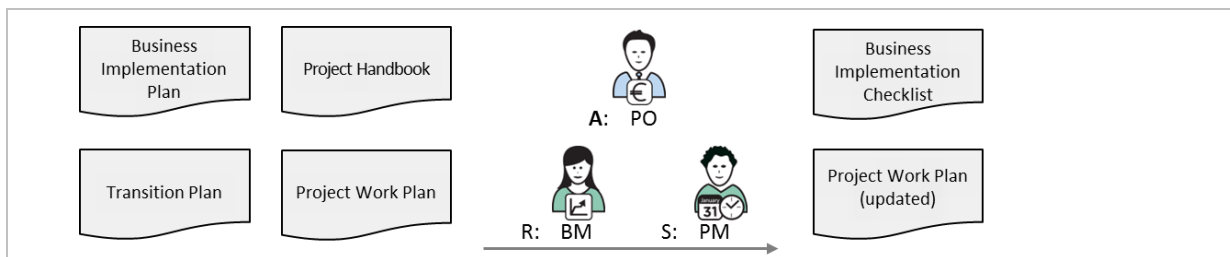 Business
Implementation
Plan
Project Handbook
A: PO
Business
Implementation
Checklist
Transition Plan
Project Work Plan
January
31
R: BM
S: PM
Project Work Plan
(updated)